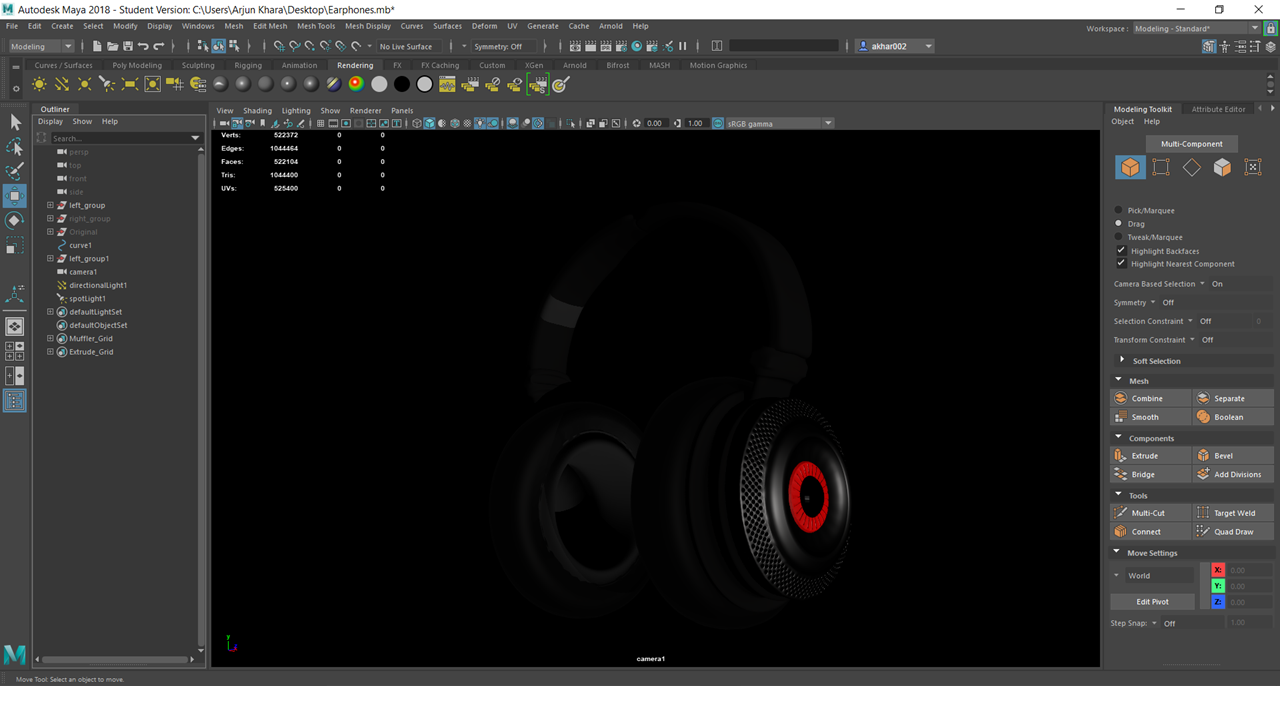 Autodesk Maya 2018 - Student Version: C:\Users\Arjun Khara\Desktop\Earphones.mb*
File Edit Create Select Modify Display Windows Mesh Edit Mesh Mesh Tools Mesh Display Curves Surfaces Deform UV Generate Cache Arnold Help
Workspace : Modeling - Standard*
Modeling No Live Surface Symmetry: Off akhar002
Curves / Surfaces Poly Modeling Sculpting Rigging Animation Rendering FX FX Caching Custom XGen Arnold Bifrost MASH Motion Graphics
Outliner
Display Show Help
Search...
persp
top
front
side
left_group
right_group
Original
curve1
left_group1
camera1
directionalLight1
spotLight1
defaultLightSet
defaultObjectSet
Muffler_Grid
Extrude_Grid
View Shading Lighting Show Renderer Panels
0.00 1.00 sRGB gamma
Verts: 522372 0 0
Edges: 1044464 0 0
Faces: 522104 0 0
Tris: 1044400 0 0
UVs: 525400 0 0
y
camera1
Modeling Toolkit Attribute Editor
Object Help
Multi-Component
Pick/Marquee
Drag
Tweak/Marquee
Highlight Backfaces
Highlight Nearest Component
Camera Based Selection On
Symmetry Off
Selection Constraint Off 0
Transform Constraint Off
Soft Selection
Mesh
Combine Separate
Smooth Boolean
Components
Extrude Bevel
Bridge Add Divisions
Tools
Multi-Cut Target Weld
Connect Quad Draw
Move Settings
World
Edit Pivot
X: 0.00
Y: 0.00
Z: 0.00
Step Snap: Off 1.00
Move Tool: Select an object to move.